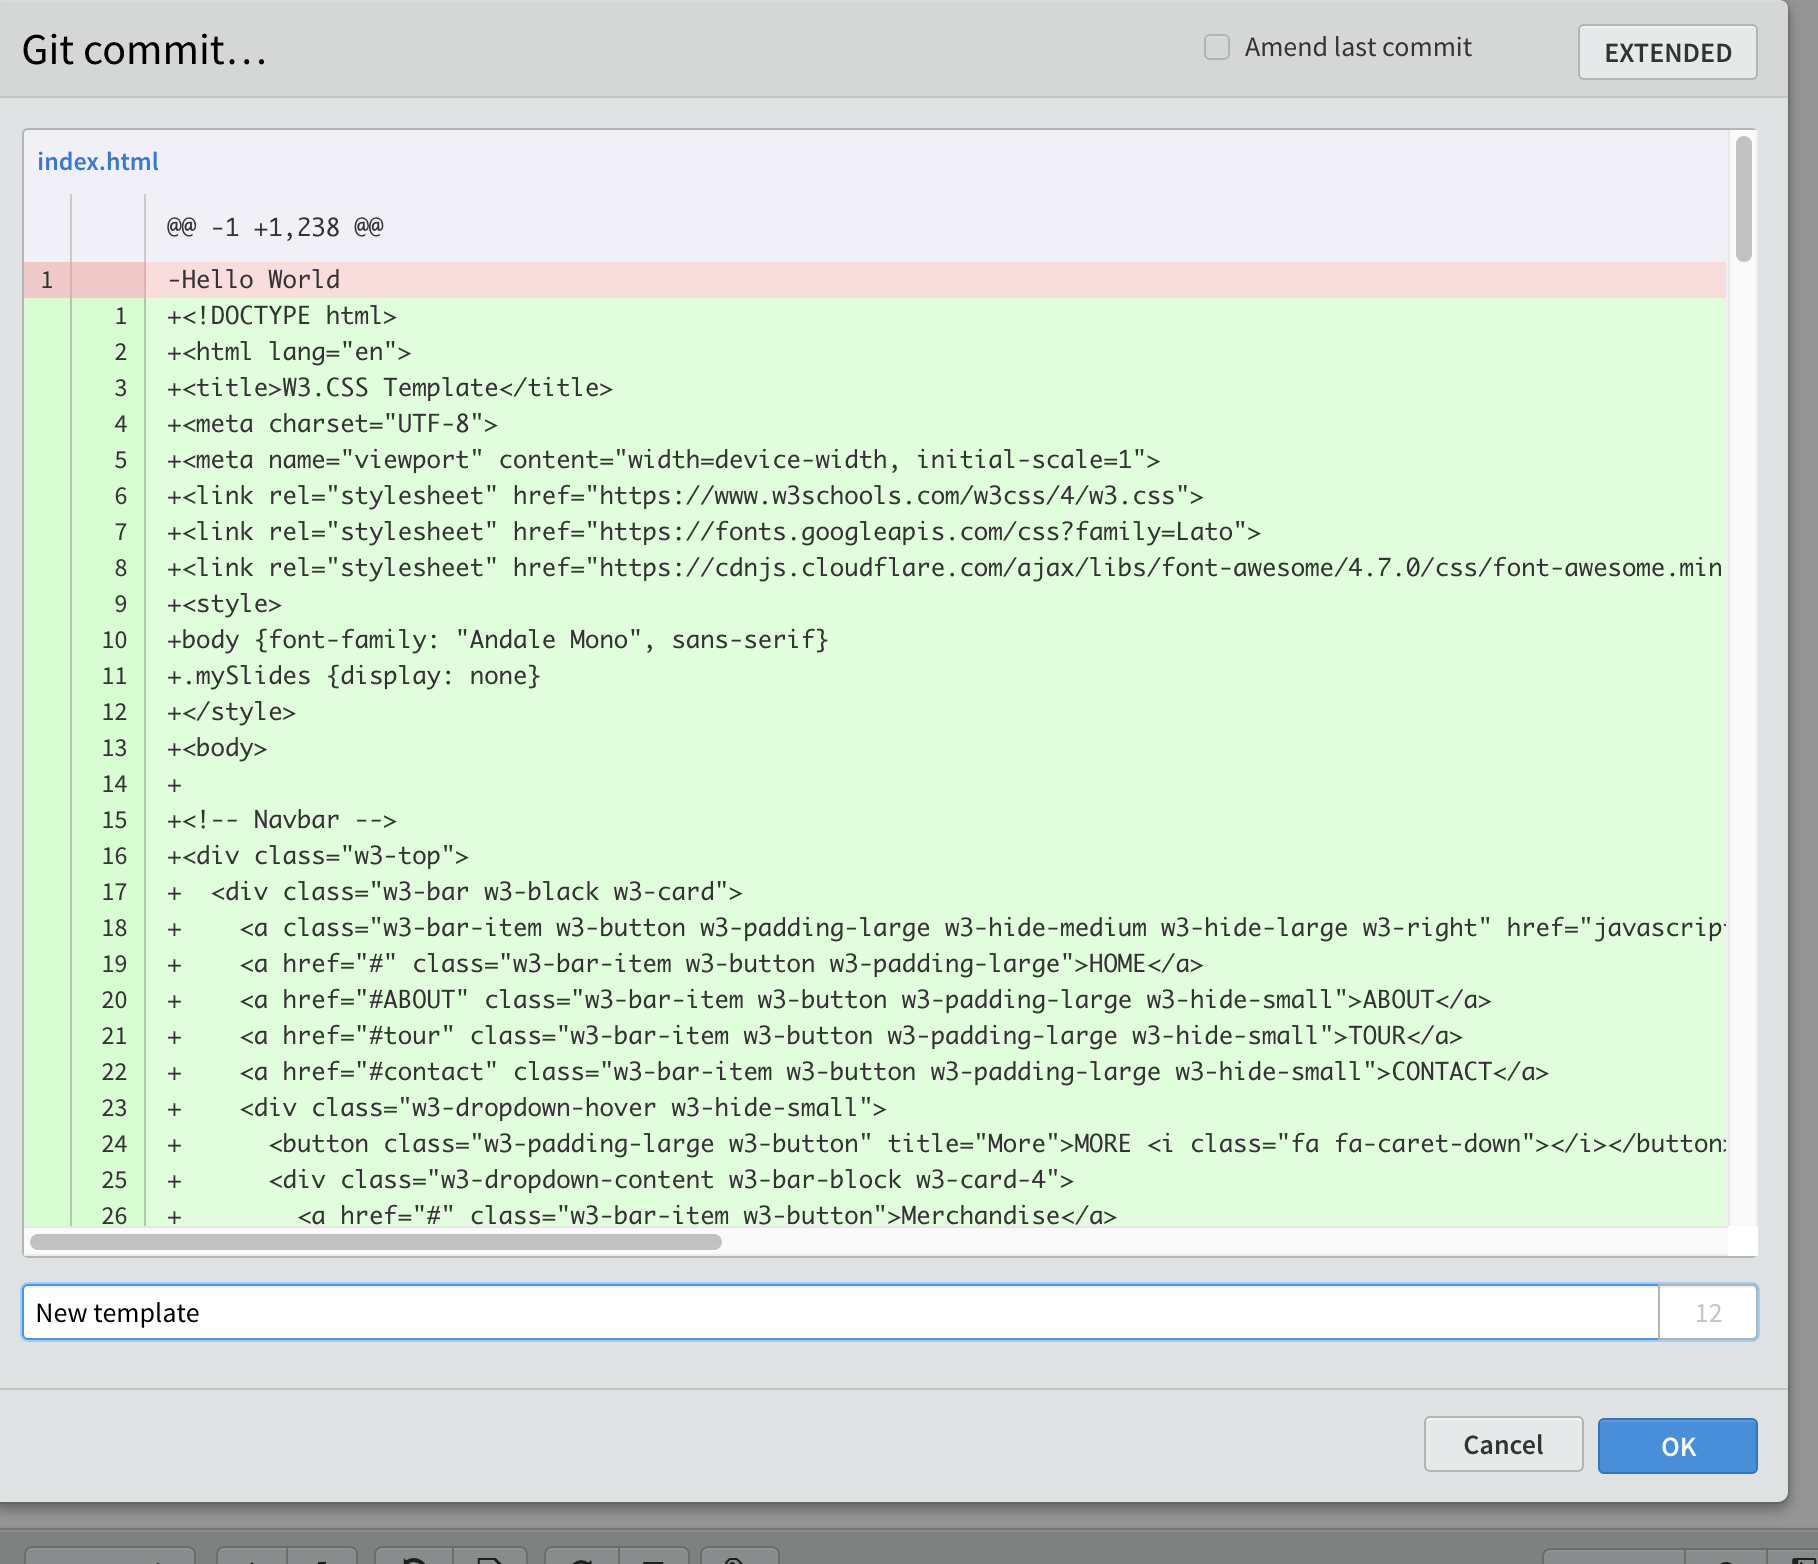 Git commit…
Amend last commit
EXTENDED
index.html
@@ -1 +1,238 @@
1 -Hello World
1 +<!DOCTYPE html>
2 +<html lang="en">
3 +<title>W3.CSS Template</title>
4 +<meta charset="UTF-8">
5 +<meta name="viewport" content="width=device-width, initial-scale=1">
6 +<link rel="stylesheet" href="https://www.w3schools.com/w3css/4/w3.css">
7 +<link rel="stylesheet" href="https://fonts.googleapis.com/css?family=Lato">
8 +<link rel="stylesheet" href="https://cdnjs.cloudflare.com/ajax/libs/font-awesome/4.7.0/css/font-awesome.min
9 +<style>
10 +body {font-family: "Andale Mono", sans-serif}
11 +.mySlides {display: none}
12 +</style>
13 +<body>
14 +
15 +<!-- Navbar -->
16 +<div class="w3-top">
17 +  <div class="w3-bar w3-black w3-card">
18 +    <a class="w3-bar-item w3-button w3-padding-large w3-hide-medium w3-hide-large w3-right" href="javascrip
19 +    <a href="#" class="w3-bar-item w3-button w3-padding-large">HOME</a>
20 +    <a href="#ABOUT" class="w3-bar-item w3-button w3-padding-large w3-hide-small">ABOUT</a>
21 +    <a href="#tour" class="w3-bar-item w3-button w3-padding-large w3-hide-small">TOUR</a>
22 +    <a href="#contact" class="w3-bar-item w3-button w3-padding-large w3-hide-small">CONTACT</a>
23 +    <div class="w3-dropdown-hover w3-hide-small">
24 +      <button class="w3-padding-large w3-button" title="More">MORE <i class="fa fa-caret-down"></i></button>
25 +      <div class="w3-dropdown-content w3-bar-block w3-card-4">
26 +        <a href="#" class="w3-bar-item w3-button">Merchandise</a>
New template
12
Cancel
OK